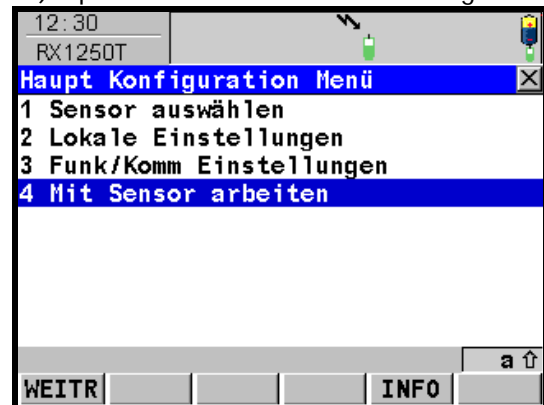 12:30
RX1250T
Haupt Konfiguration Menü
1 Sensor auswählen
2 Lokale Einstellungen
3 Funk/Komm Einstellungen
4 Mit Sensor arbeiten
a ⇧
WEITR INFO